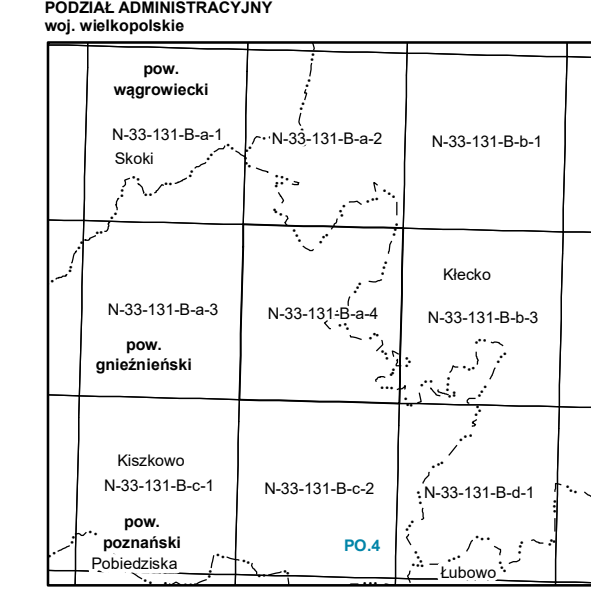 PODZIAŁ ADMINISTRACYJNY
woj. wielkopolskie
pow.
wągrowiecki
N-33-131-B-a-1
N-33-131-B-a-2
N-33-131-B-b-1
Skoki
Kłecko
N-33-131-B-a-3
N-33-131-B-a-4
N-33-131-B-b-3
pow.
gnieźnieński
Kiszkowo
N-33-131-B-c-1
N-33-131-B-c-2
N-33-131-B-d-1
pow.
poznański
PO.4
Pobiedziska
Łubowo